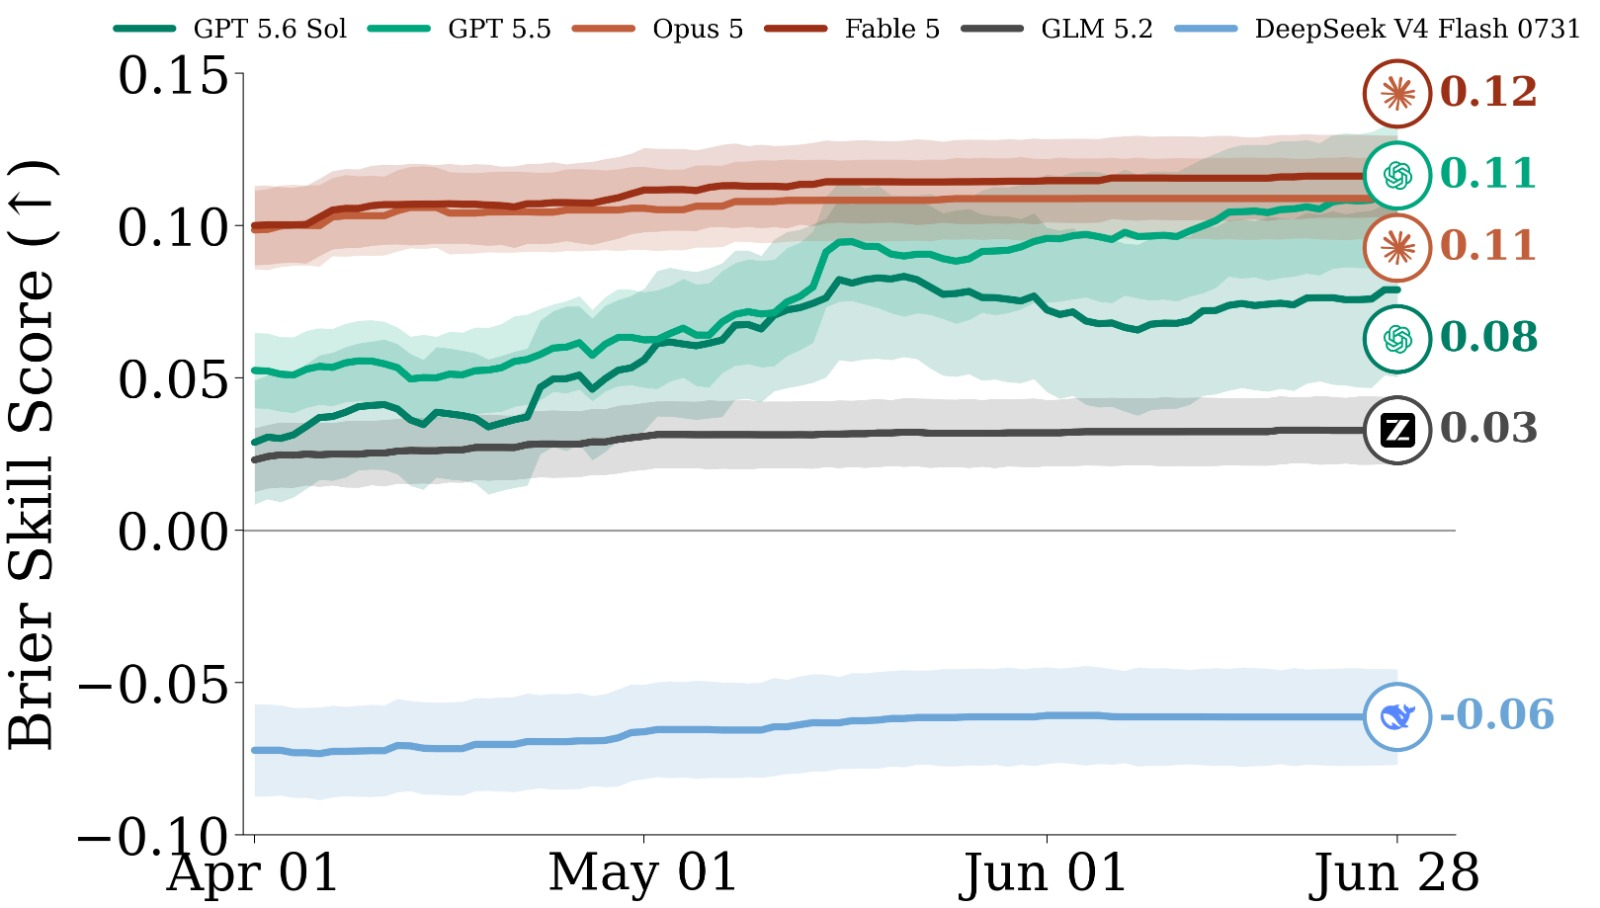 GPT 5.6 Sol GPT 5.5 Opus 5 Fable 5 GLM 5.2 DeepSeek V4 Flash 0731
Brier Skill Score (↑)
0.15
0.10
0.05
0.00
−0.05
−0.10
Apr 01 May 01 Jun 01 Jun 28
0.12
0.11
0.11
0.08
Z 0.03
-0.06